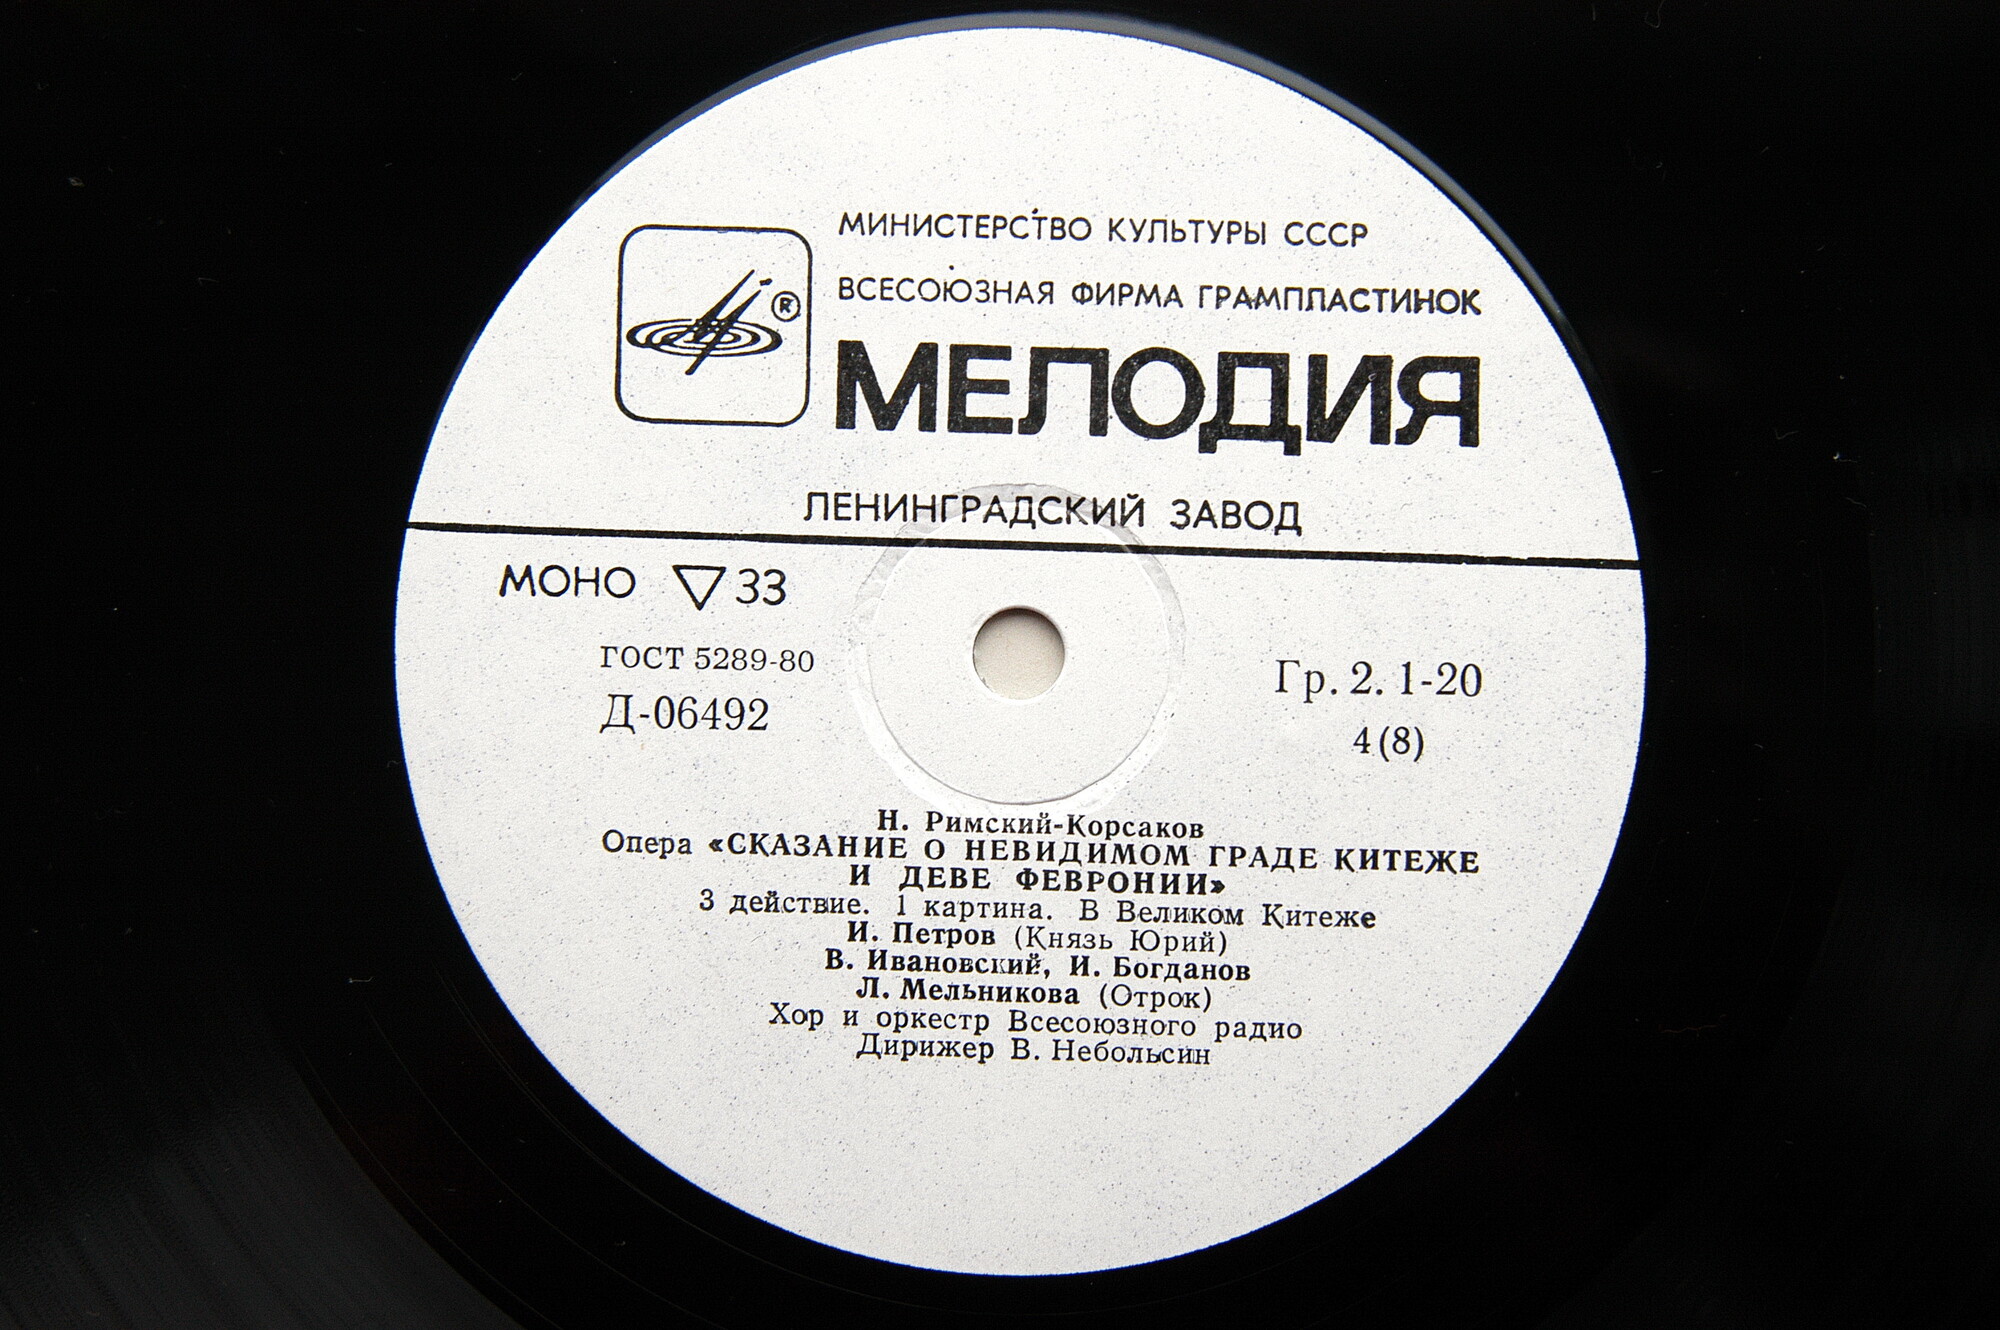 МИНИСТЕРСТВО КУЛЬТУРЫ СССР
ВСЕСОЮЗНАЯ ФИРМА ГРАМПЛАСТИНОК
®
МЕЛОДИЯ
ЛЕНИНГРАДСКИЙ ЗАВОД
МОНО ▽ 33
ГОСТ 5289-80
Д-06492
Гр. 2. 1-20
4(8)
Н. Римский-Корсаков
Опера «СКАЗАНИЕ О НЕВИДИМОМ ГРАДЕ КИТЕЖЕ
И ДЕВЕ ФЕВРОНИИ»
3 действие. 1 картина. В Великом Китеже
И. Петров (Князь Юрий)
В. Ивановский, И. Богданов
Л. Мельникова (Отрок)
Хор и оркестр Всесоюзного радио
Дирижер В. Небольсин